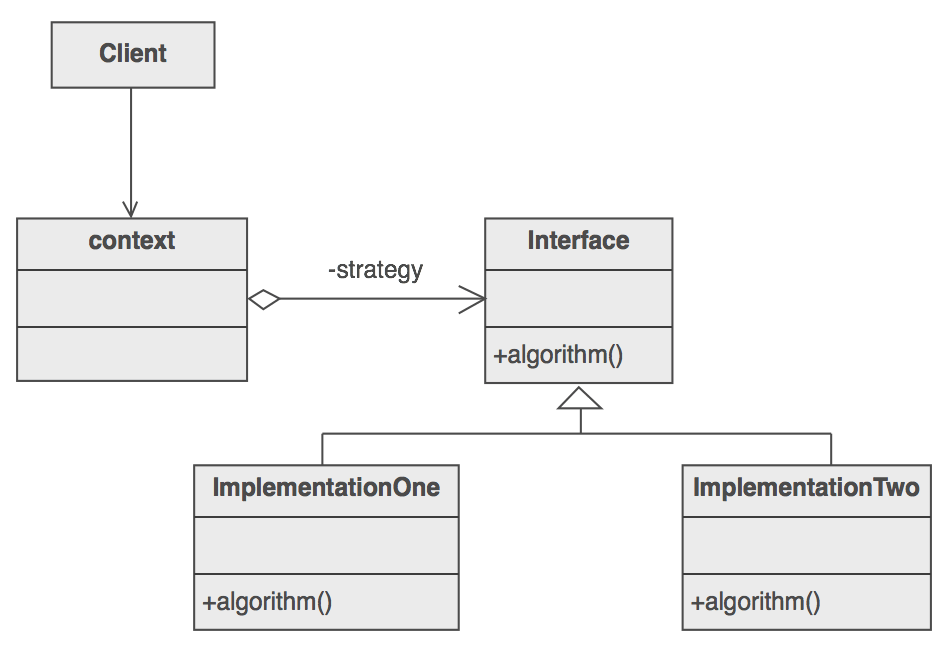 Client
context
-strategy
Interface
+algorithm()
ImplementationOne
+algorithm()
ImplementationTwo
+algorithm()